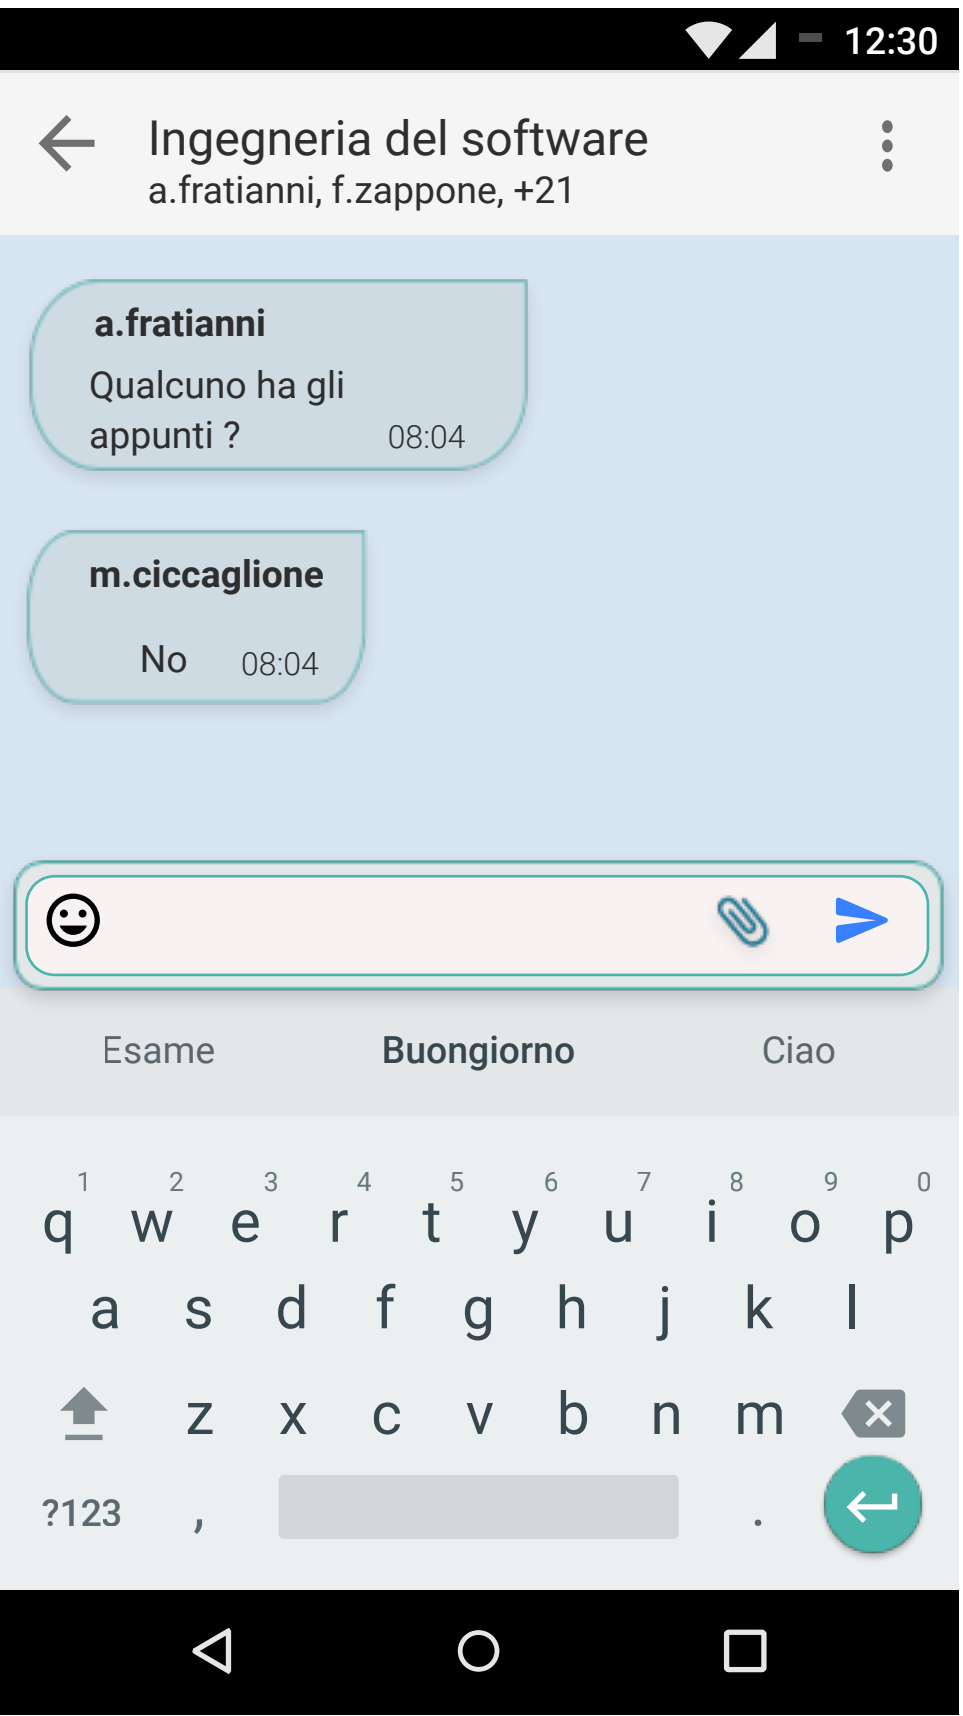 12:30
Ingegneria del software
a.fratianni, f.zappone, +21
a.fratianni
Qualcuno ha gli
appunti ? 08:04
m.ciccaglione
No 08:04
Esame Buongiorno Ciao
1 2 3 4 5 6 7 8 9 0
q w e r t y u i o p
a s d f g h j k l
z x c v b n m
?123 , .